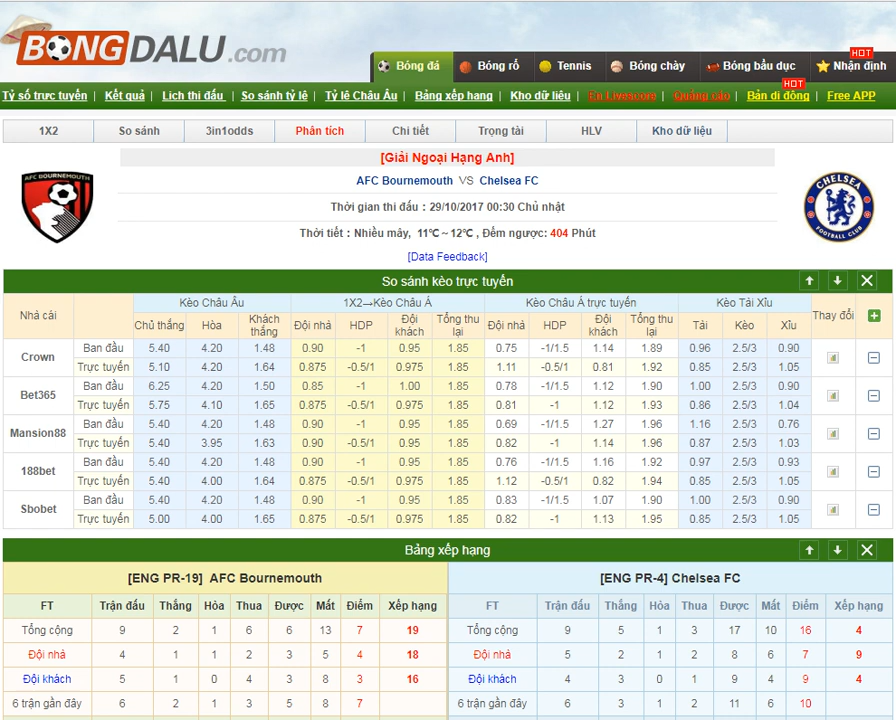 BONGDALU.com
Bóng đá Bóng rổ Tennis Bóng chày Bóng bầu dục HOT Nhận định
Tỷ số trực tuyến | Kết quả | Lịch thi đấu | So sánh tỷ lệ | Tỷ lệ Châu Âu | Bảng xếp hạng | Kho dữ liệu | En Livescore | Quảng cáo | HOT Bản di động | Free APP
1X2 So sánh 3in1odds Phân tích Chi tiết Trọng tài HLV Kho dữ liệu
[Giải Ngoại Hạng Anh]
AFC BOURNEMOUTH
CHELSEA FOOTBALL CLUB
AFC Bournemouth VS Chelsea FC
Thời gian thi đấu : 29/10/2017 00:30 Chủ nhật
Thời tiết : Nhiều mây, 11℃ ~ 12℃ , Đếm ngược: 404 Phút
[Data Feedback]
So sánh kèo trực tuyến
Nhà cái Kèo Châu Âu 1X2→Kèo Châu Á Kèo Châu Á trực tuyến Kèo Tài Xỉu Thay đổi
Chủ thắng Hòa Khách thắng Đội nhà HDP Đội khách Tổng thu lại Đội nhà HDP Đội khách Tổng thu lại Tài Kèo Xỉu
Crown Ban đầu 5.40 4.20 1.48 0.90 -1 0.95 1.85 0.75 -1/1.5 1.14 1.89 0.96 2.5/3 0.90
Trực tuyến 5.10 4.20 1.64 0.875 -0.5/1 0.975 1.85 1.11 -0.5/1 0.81 1.92 0.85 2.5/3 1.05
Bet365 Ban đầu 6.25 4.20 1.50 0.85 -1 1.00 1.85 0.78 -1/1.5 1.12 1.90 1.00 2.5/3 0.90
Trực tuyến 5.75 4.10 1.65 0.875 -0.5/1 0.975 1.85 0.81 -1 1.12 1.93 0.86 2.5/3 1.04
Mansion88 Ban đầu 5.40 4.20 1.48 0.90 -1 0.95 1.85 0.69 -1/1.5 1.27 1.96 1.16 2.5/3 0.76
Trực tuyến 5.40 3.95 1.63 0.90 -0.5/1 0.95 1.85 0.82 -1 1.14 1.96 0.87 2.5/3 1.03
188bet Ban đầu 5.40 4.20 1.48 0.90 -1 0.95 1.85 0.76 -1/1.5 1.16 1.92 0.97 2.5/3 0.93
Trực tuyến 5.40 4.00 1.64 0.90 -0.5/1 0.95 1.85 1.12 -0.5/1 0.82 1.94 0.85 2.5/3 1.05
Sbobet Ban đầu 5.40 4.20 1.48 0.90 -1 0.95 1.85 0.83 -1/1.5 1.07 1.90 1.00 2.5/3 0.90
Trực tuyến 5.00 4.00 1.65 0.875 -0.5/1 0.975 1.85 0.82 -1 1.13 1.95 0.85 2.5/3 1.05
Bảng xếp hạng
[ENG PR-19] AFC Bournemouth [ENG PR-4] Chelsea FC
FT Trận đấu Thắng Hòa Thua Được Mất Điểm Xếp hạng FT Trận đấu Thắng Hòa Thua Được Mất Điểm Xếp hạng
Tổng cộng 9 2 1 6 6 13 7 19 Tổng cộng 9 5 1 3 17 10 16 4
Đội nhà 4 1 1 2 3 5 4 18 Đội nhà 5 2 1 2 8 6 7 9
Đội khách 5 1 0 4 3 8 3 16 Đội khách 4 3 0 1 9 4 9 4
6 trận gần đây 6 2 1 3 5 8 7 6 trận gần đây 6 3 1 2 11 6 10